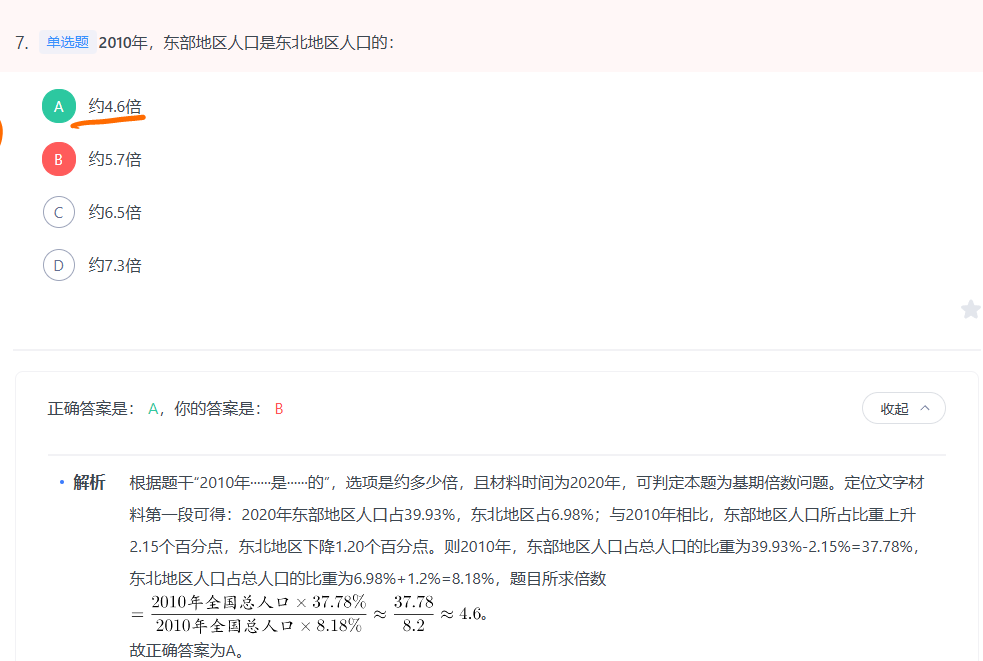 7. 单选题 2010年，东部地区人口是东北地区人口的：
A 约4.6倍
B 约5.7倍
C 约6.5倍
D 约7.3倍
正确答案是： A，你的答案是： B 收起
• 解析 根据题干“2010年……是……的”，选项是约多少倍，且材料时间为2020年，可判定本题为基期倍数问题。定位文字材
料第一段可得：2020年东部地区人口占39.93%，东北地区占6.98%；与2010年相比，东部地区人口所占比重上升
2.15个百分点，东北地区下降1.20个百分点。则2010年，东部地区人口占总人口的比重为39.93%-2.15%=37.78%，
东北地区人口占总人口的比重为6.98%+1.2%=8.18%，题目所求倍数
= 2010年全国总人口 × 37.78% / 2010年全国总人口 × 8.18% ≈ 37.78 / 8.2 ≈ 4.6。
故正确答案为A。